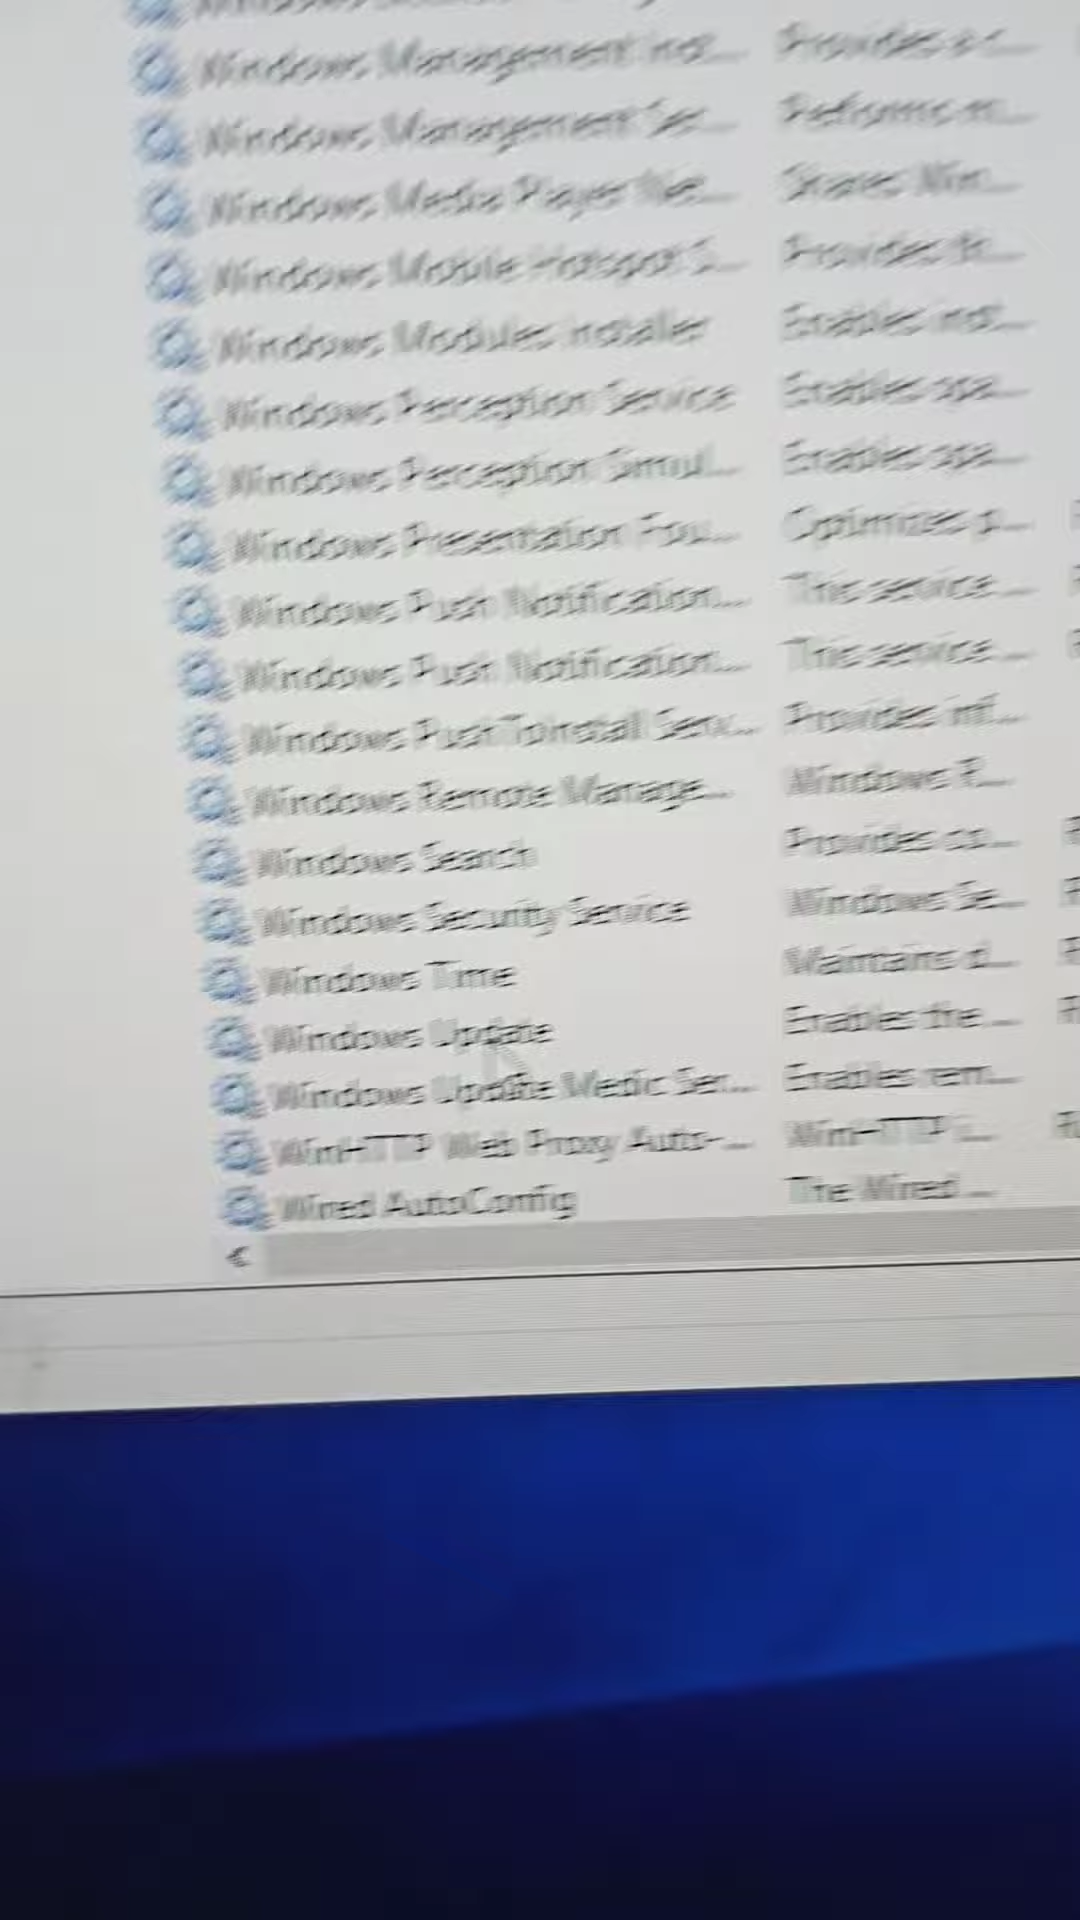 Windows Management Inst... Provides a c...
Windows Management Ser... Performs m...
Windows Media Player Net... Shares Win...
Windows Mobile Hotspot S... Provides th...
Windows Modules Installer Enables inst...
Windows Perception Service Enables spa...
Windows Perception Simul... Enables spa...
Windows Presentation Fou... Optimizes p...
Windows Push Notification... This service ...
Windows Push Notification... This service ...
Windows PushToInstall Serv... Provides inf...
Windows Remote Manage... Windows R...
Windows Search Provides co...
Windows Security Service Windows Se...
Windows Time Maintains d...
Windows Update Enables the ...
Windows Update Medic Ser... Enables rem...
WinHTTP Web Proxy Auto-... WinHTTP i...
Wired AutoConfig The Wired ...